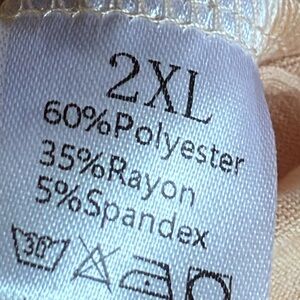 2XL
60%Polyester
35%Rayon
5%Spandex
30°